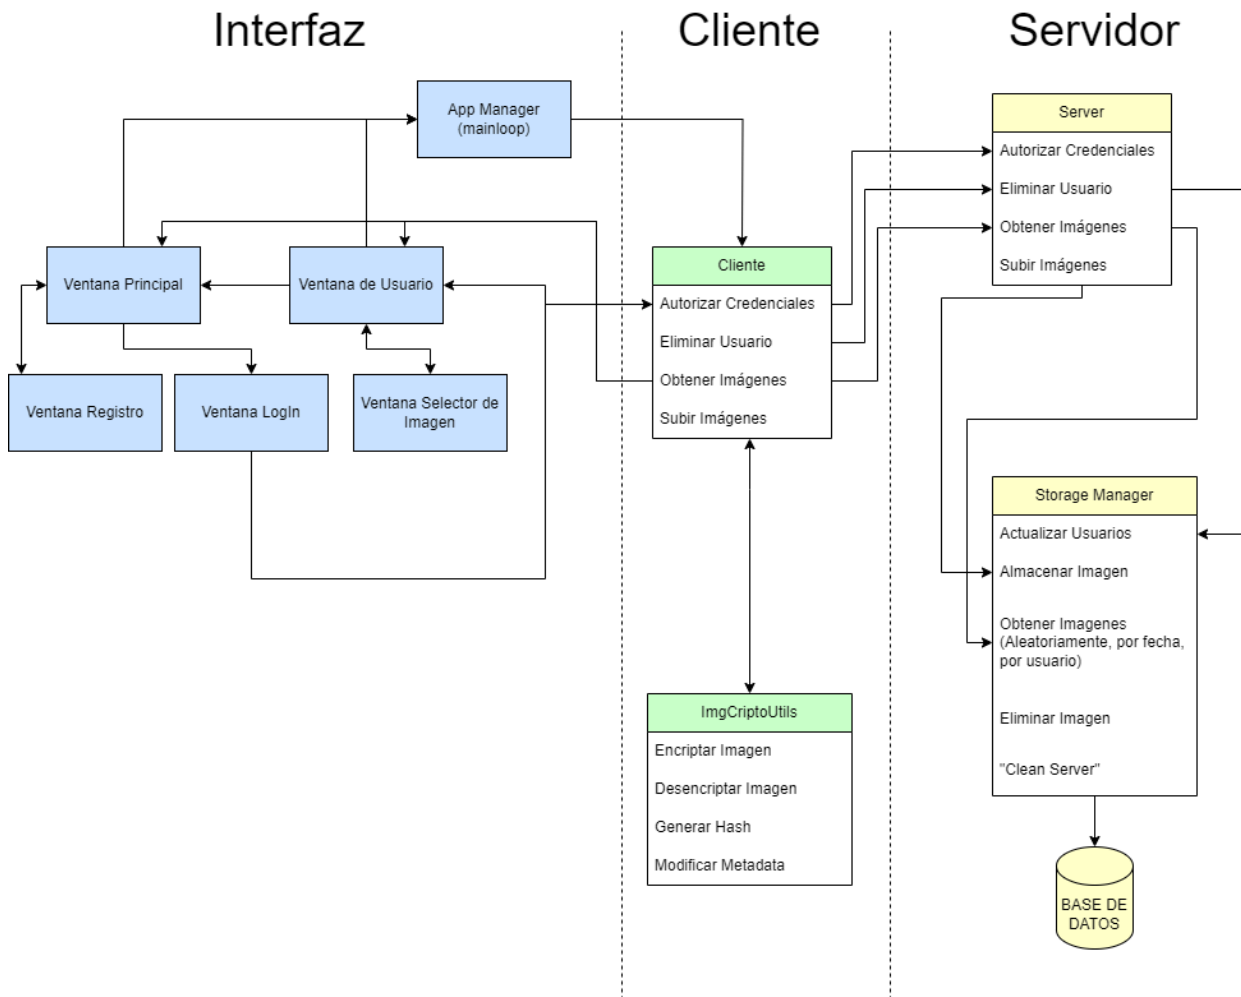 Interfaz
Cliente
Servidor
App Manager
(mainloop)
Ventana Principal
Ventana de Usuario
Ventana Registro
Ventana LogIn
Ventana Selector de
Imagen
Cliente
Autorizar Credenciales
Eliminar Usuario
Obtener Imágenes
Subir Imágenes
ImgCriptoUtils
Encriptar Imagen
Desencriptar Imagen
Generar Hash
Modificar Metadata
Server
Autorizar Credenciales
Eliminar Usuario
Obtener Imágenes
Subir Imágenes
Storage Manager
Actualizar Usuarios
Almacenar Imagen
Obtener Imagenes
(Aleatoriamente, por fecha,
por usuario)
Eliminar Imagen
"Clean Server"
BASE DE
DATOS